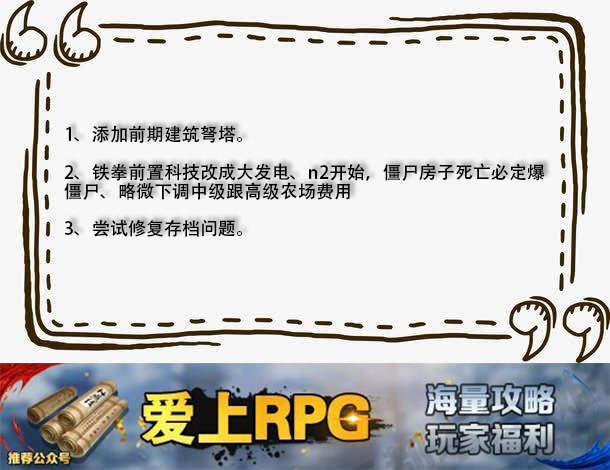 1、添加前期建筑弩塔。
2、铁拳前置科技改成大发电、n2开始，僵尸房子死亡必定爆
僵尸、略微下调中级跟高级农场费用
3、尝试修复存档问题。
爱上RPG
海量攻略
玩家福利
推荐公众号